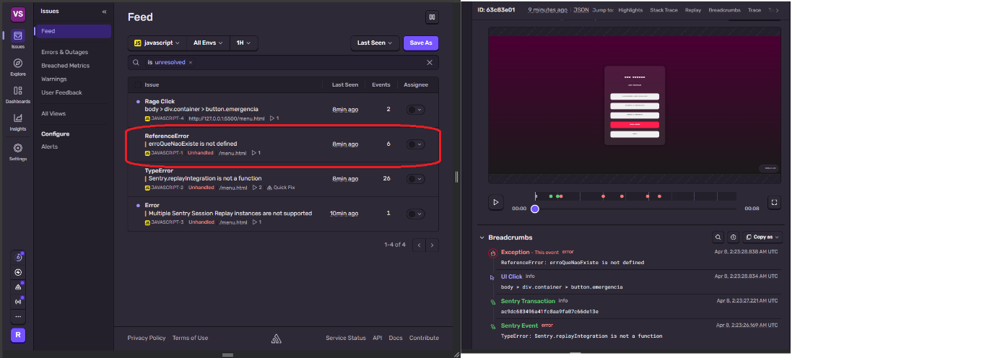 VS
Issues
Explore
Dashboards
Insights
Settings
R
Issues «
Feed
Errors & Outages
Breached Metrics
Warnings
User Feedback
All Views
Configure
Alerts
Feed
JS javascript All Envs 1H Last Seen Save As
is unresolved ×
Issue Last Seen Events Assignee
Rage Click
body > div.container > button.emergencia 8min ago 2
JS JAVASCRIPT-4 http://127.0.0.1:5500/menu.html 1
ReferenceError
erroQueNaoExiste is not defined 8min ago 6
JS JAVASCRIPT-1 Unhandled /menu.html 1
TypeError
Sentry.replayIntegration is not a function 8min ago 26
JS JAVASCRIPT-2 Unhandled /menu.html 2 Quick Fix
Error
Multiple Sentry Session Replay instances are not supported 10min ago 1
JS JAVASCRIPT-3 Unhandled /menu.html 1
1-4 of 4
Privacy Policy Terms of Use Service Status API Docs Contribute
ID: 63c83e01 9 minutes ago JSON Jump to: Highlights Stack Trace Replay Breadcrumbs Trace
00:00 00:08
Breadcrumbs Copy as
Exception - This event error Apr 8, 2:23:28.838 AM UTC
ReferenceError: erroQueNaoExiste is not defined
UI Click info Apr 8, 2:23:28.834 AM UTC
body > div.container > button.emergencia
Sentry Transaction info Apr 8, 2:23:27.221 AM UTC
ac9dc683496a41fc8aa9fa07c66de13e
Sentry Event error Apr 8, 2:23:26.169 AM UTC
TypeError: Sentry.replayIntegration is not a function